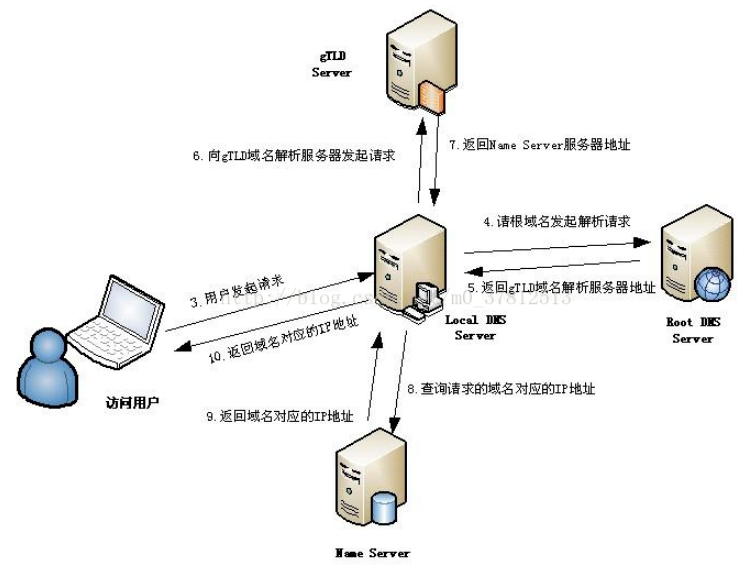 gTLD
Server
6. 向gTLD域名解析服务器发起请求
7. 返回Name Server服务器地址
4. 请根域名发起解析请求
3. 用户发起请求
5. 返回gTLD域名解析服务器地址
Local DNS
Server
Root DNS
Server
10. 返回域名对应的IP地址
访问用户
8. 查询请求的域名对应的IP地址
9. 返回域名对应的IP地址
Name Server